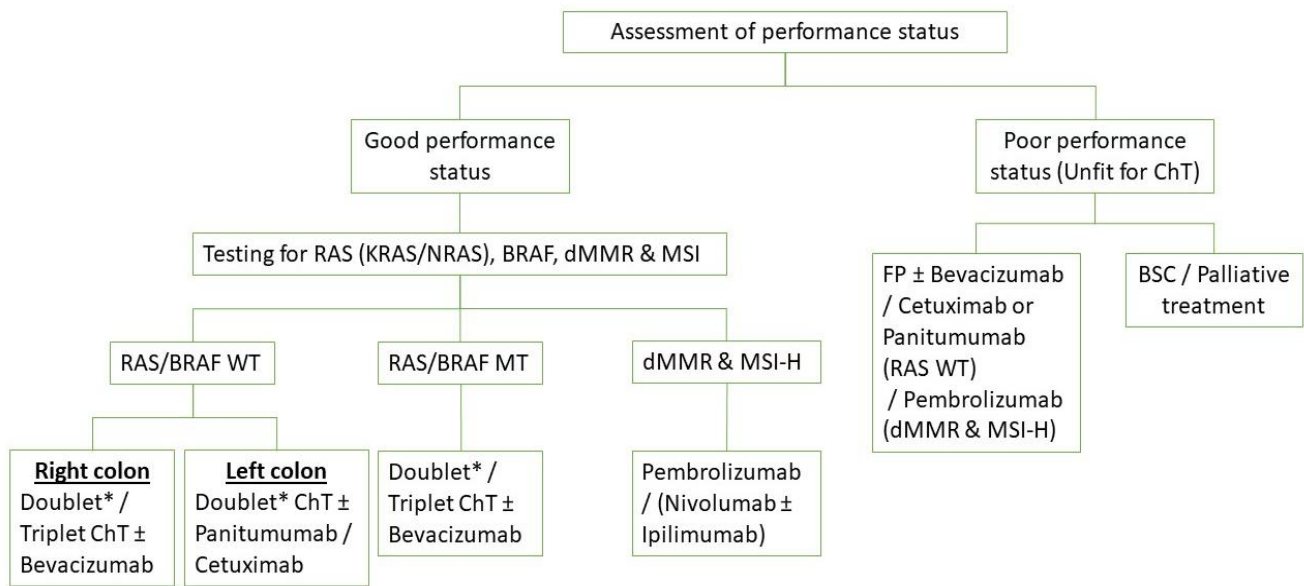 Assessment of performance status
Good performance
status
Poor performance
status (Unfit for ChT)
Testing for RAS (KRAS/NRAS), BRAF, dMMR & MSI
FP ± Bevacizumab
/ Cetuximab or
Panitumumab
(RAS WT)
/ Pembrolizumab
(dMMR & MSI-H)
BSC / Palliative
treatment
RAS/BRAF WT
RAS/BRAF MT
dMMR & MSI-H
Right colon
Doublet* /
Triplet ChT ±
Bevacizumab
Left colon
Doublet* ChT ±
Panitumumab /
Cetuximab
Doublet* /
Triplet ChT ±
Bevacizumab
Pembrolizumab
/ (Nivolumab ±
Ipilimumab)